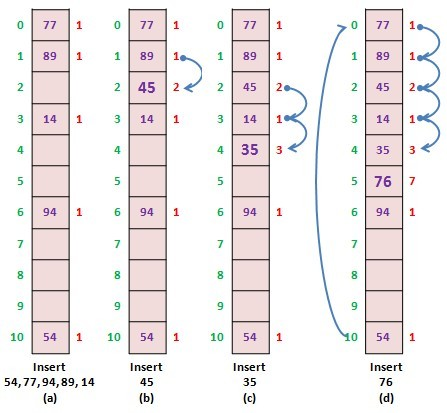 0 77 1 0 77 1 0 77 1 0 77 1
1 89 1 1 89 1 1 89 1 1 89 1
2 2 45 2 2 45 2 2 45 2
3 14 1 3 14 1 3 14 1 3 14 1
4 4 4 35 3 4 35 3
5 5 5 5 76 7
6 94 1 6 94 1 6 94 1 6 94 1
7 7 7 7
8 8 8 8
9 9 9 9
10 54 1 10 54 1 10 54 1 10 54 1
Insert Insert Insert Insert
54, 77, 94, 89, 14 45 35 76
(a) (b) (c) (d)